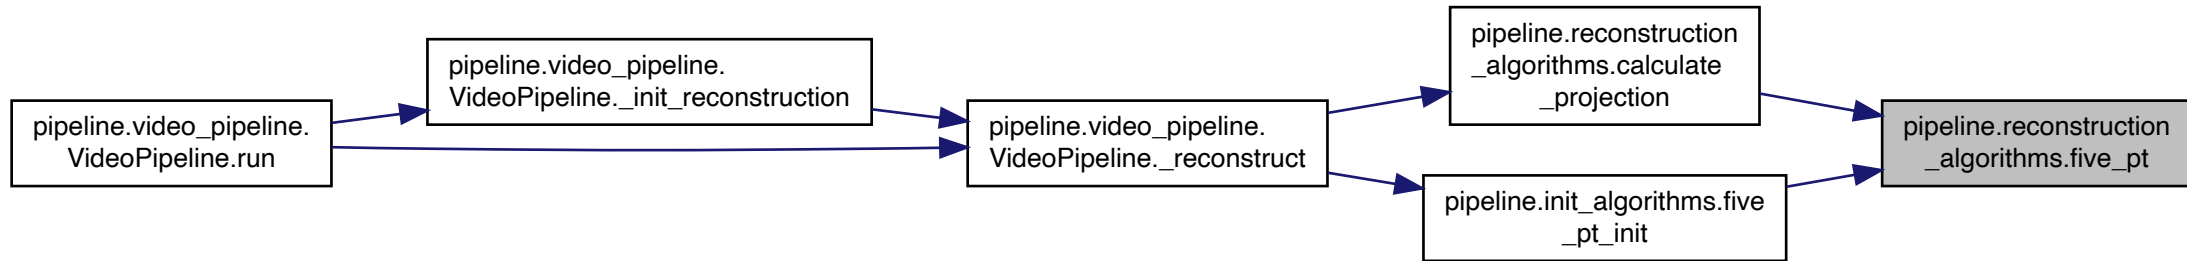 pipeline.video_pipeline.
VideoPipeline.run
pipeline.video_pipeline.
VideoPipeline._init_reconstruction
pipeline.video_pipeline.
VideoPipeline._reconstruct
pipeline.reconstruction
_algorithms.calculate
_projection
pipeline.init_algorithms.five
_pt_init
pipeline.reconstruction
_algorithms.five_pt